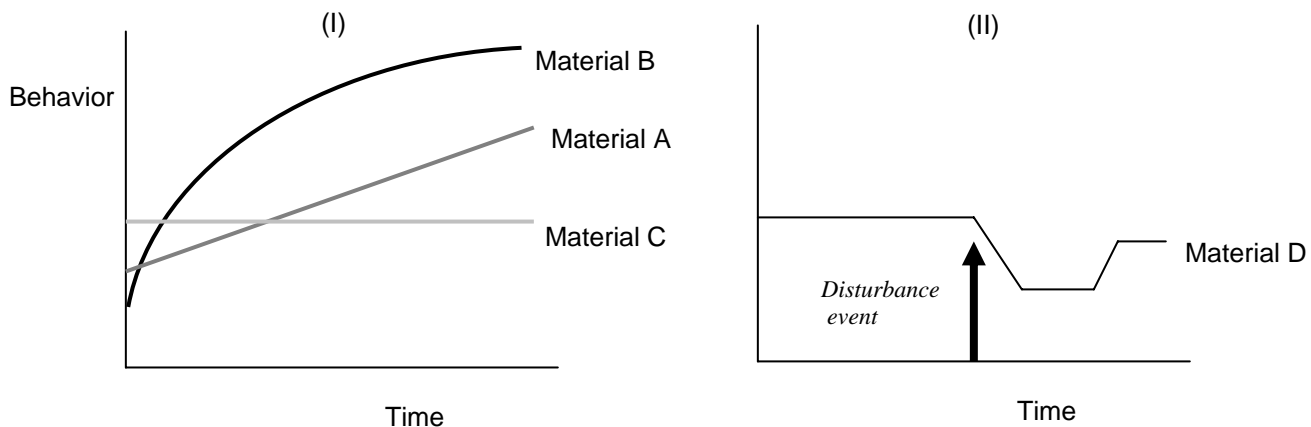 (I)
Behavior
Material B
Material A
Material C
Time
(II)
Disturbance
event
Material D
Time